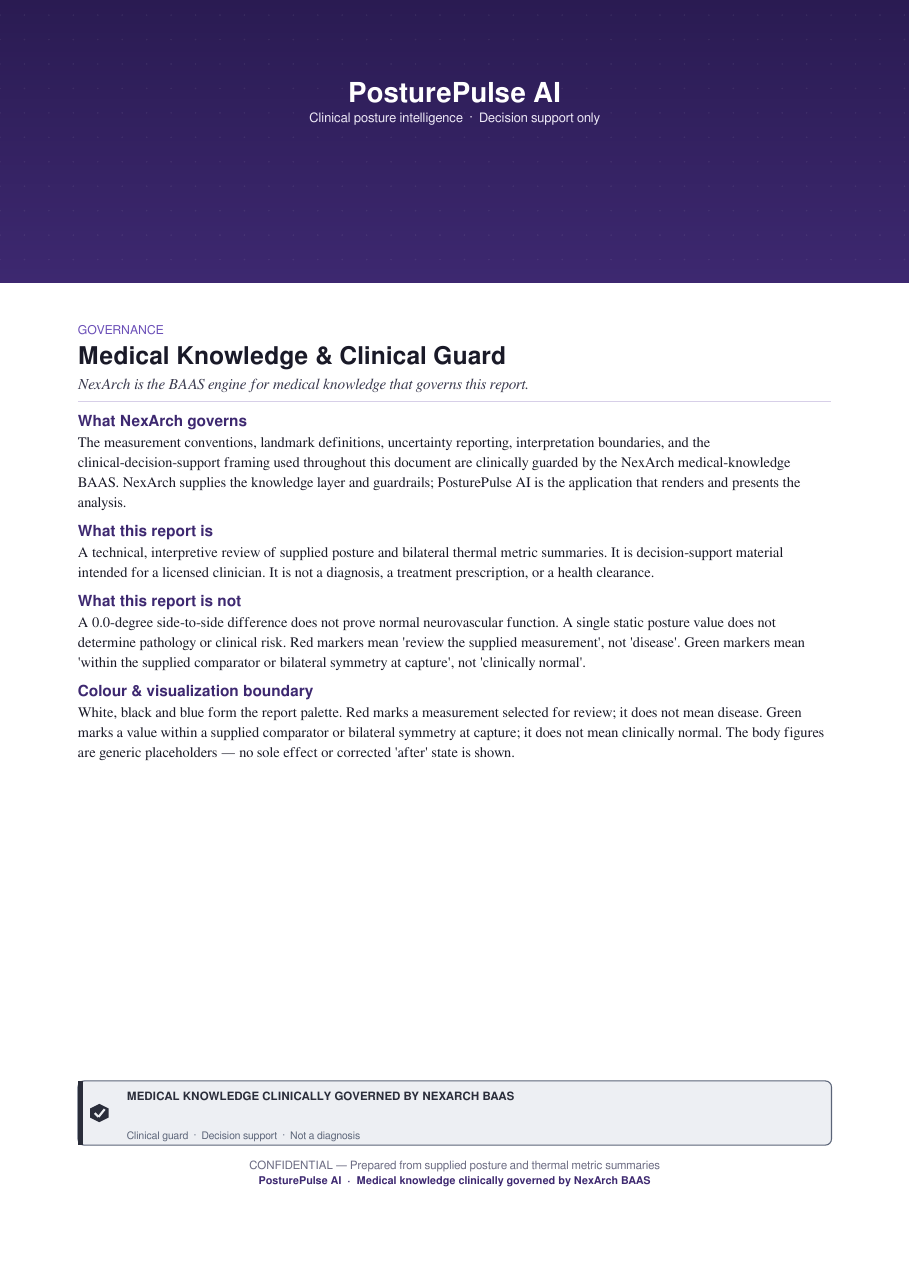 PosturePulse AI
Clinical posture intelligence · Decision support only
GOVERNANCE
Medical Knowledge & Clinical Guard
NexArch is the BAAS engine for medical knowledge that governs this report.
What NexArch governs
The measurement conventions, landmark definitions, uncertainty reporting, interpretation boundaries, and the
clinical-decision-support framing used throughout this document are clinically guarded by the NexArch medical-knowledge
BAAS. NexArch supplies the knowledge layer and guardrails; PosturePulse AI is the application that renders and presents the
analysis.
What this report is
A technical, interpretive review of supplied posture and bilateral thermal metric summaries. It is decision-support material
intended for a licensed clinician. It is not a diagnosis, a treatment prescription, or a health clearance.
What this report is not
A 0.0-degree side-to-side difference does not prove normal neurovascular function. A single static posture value does not
determine pathology or clinical risk. Red markers mean 'review the supplied measurement', not 'disease'. Green markers mean
'within the supplied comparator or bilateral symmetry at capture', not 'clinically normal'.
Colour & visualization boundary
White, black and blue form the report palette. Red marks a measurement selected for review; it does not mean disease. Green
marks a value within a supplied comparator or bilateral symmetry at capture; it does not mean clinically normal. The body figures
are generic placeholders — no sole effect or corrected 'after' state is shown.
MEDICAL KNOWLEDGE CLINICALLY GOVERNED BY NEXARCH BAAS
Clinical guard · Decision support · Not a diagnosis
CONFIDENTIAL — Prepared from supplied posture and thermal metric summaries
PosturePulse AI · Medical knowledge clinically governed by NexArch BAAS